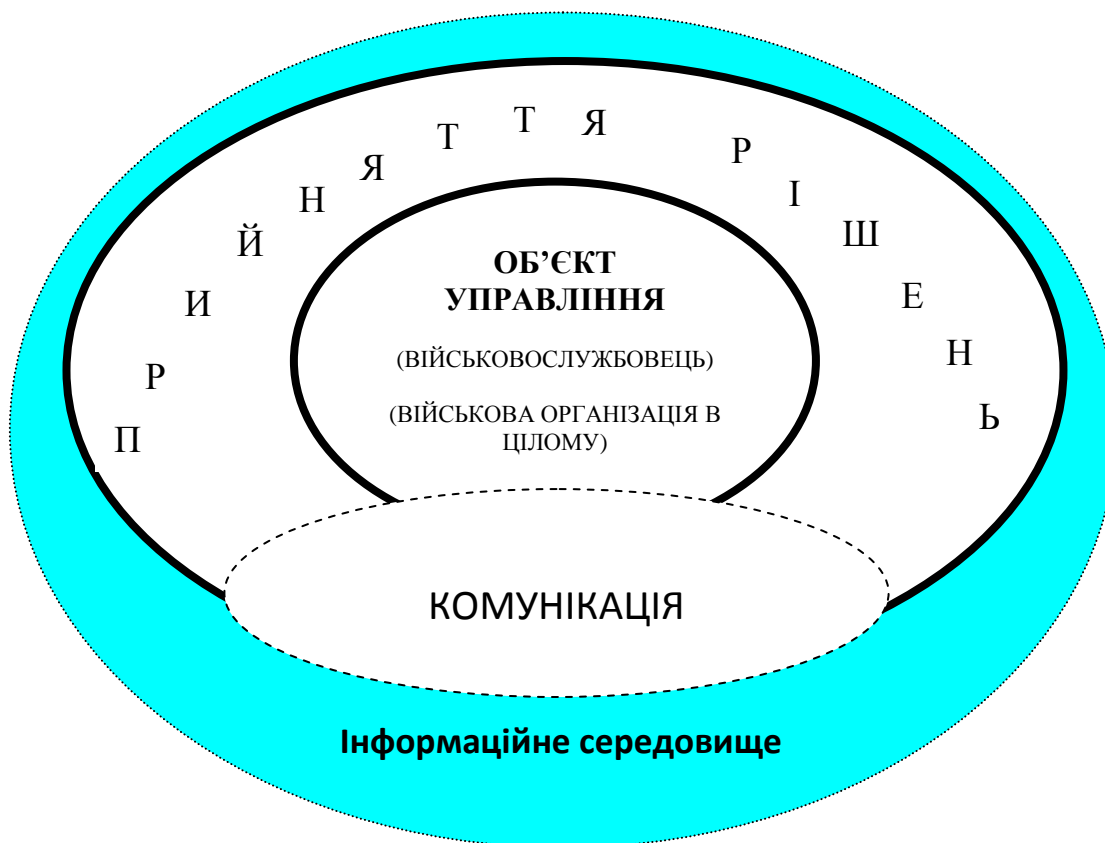 ПРИЙНЯТТЯ РІШЕНЬ
ОБ’ЄКТ
УПРАВЛІННЯ
(ВІЙСЬКОВОСЛУЖБОВЕЦЬ)
(ВІЙСЬКОВА ОРГАНІЗАЦІЯ В
ЦІЛОМУ)
КОМУНІКАЦІЯ
Інформаційне середовище